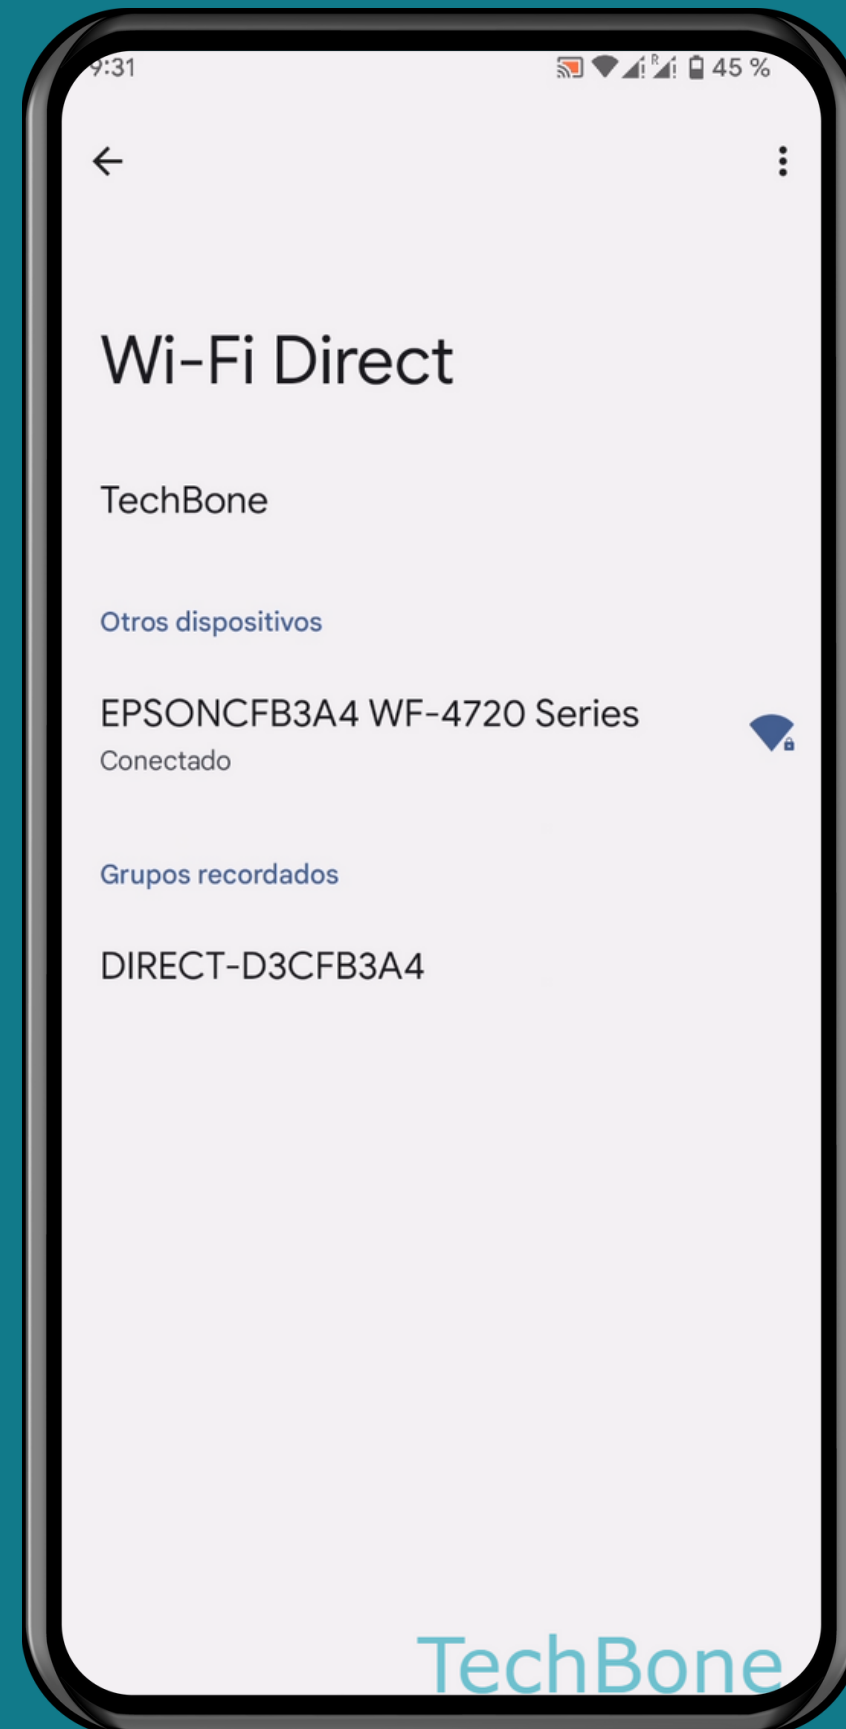 9:31 R 45 %
Wi-Fi Direct
TechBone
Otros dispositivos
EPSONCFB3A4 WF-4720 Series
Conectado
Grupos recordados
DIRECT-D3CFB3A4
TechBone